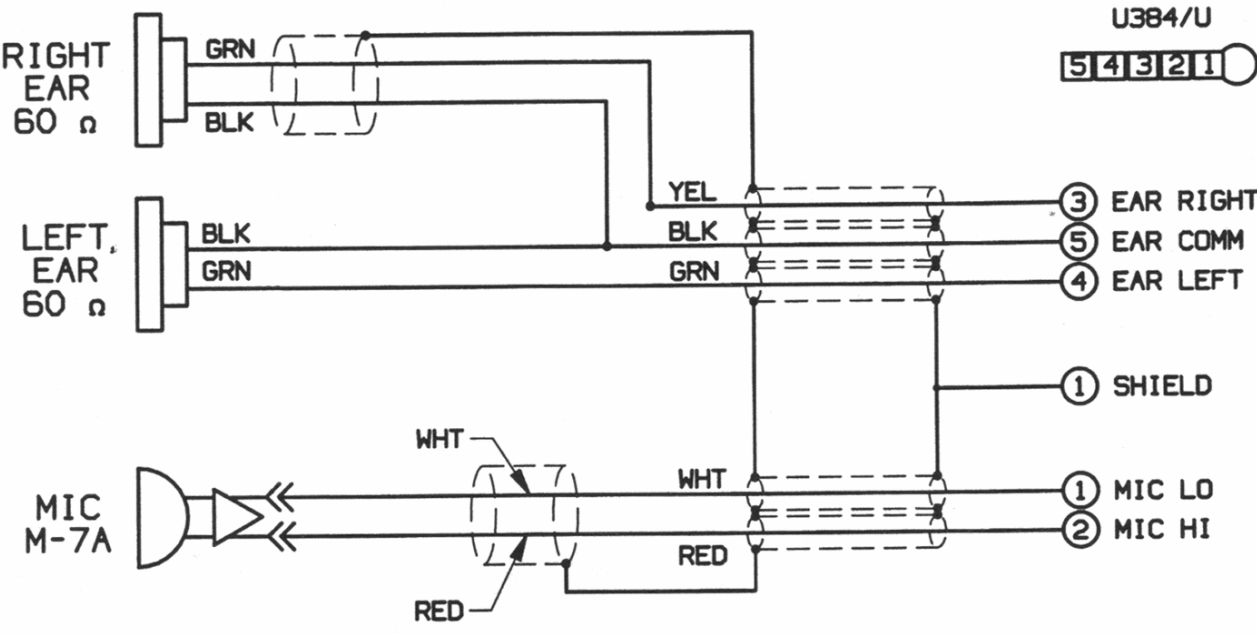 U384/U
5 4 3 2 1
RIGHT
EAR
60 Ω
GRN
BLK
YEL
3 EAR RIGHT
LEFT
EAR
60 Ω
BLK
BLK
5 EAR COMM
GRN
GRN
4 EAR LEFT
1 SHIELD
WHT
WHT
1 MIC LO
MIC
M-7A
2 MIC HI
RED
RED